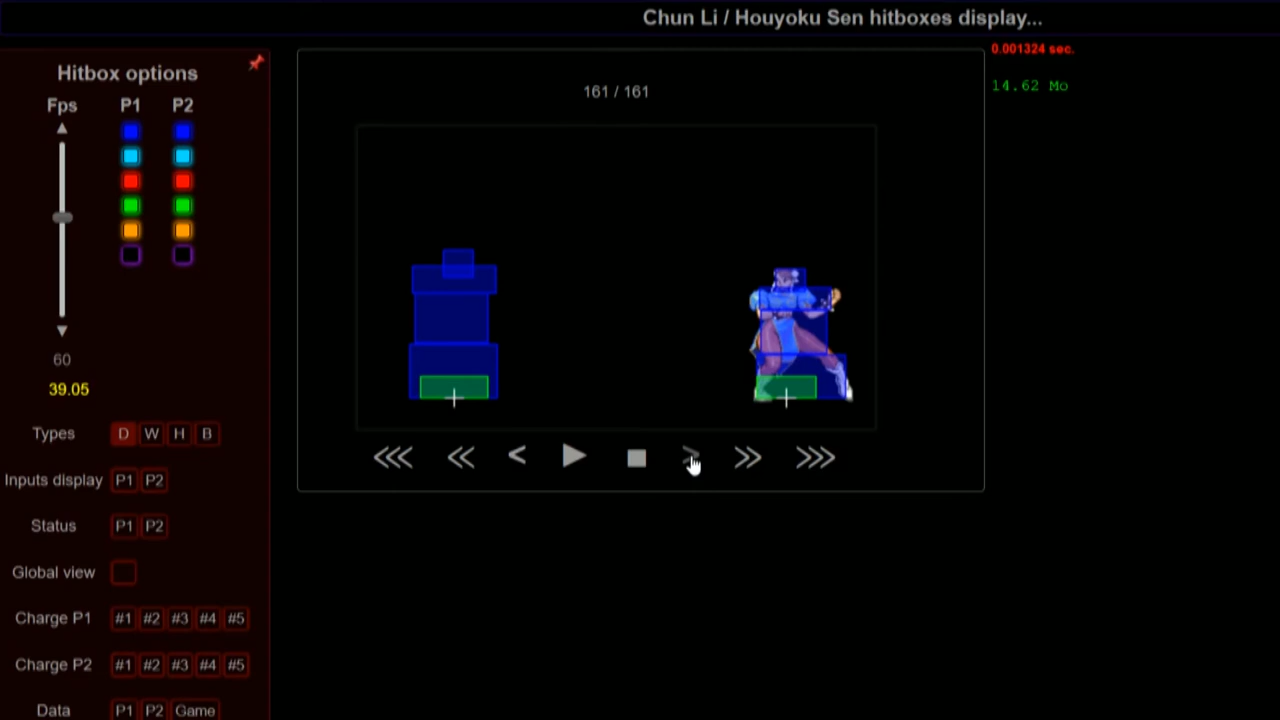 Chun Li / Houyoku Sen hitboxes display...
0.001324 sec.
14.62 Mo
Hitbox options
Fps P1 P2
161 / 161
60
39.05
Types D W H B
Inputs display P1 P2
Status P1 P2
Global view
Charge P1 #1 #2 #3 #4 #5
Charge P2 #1 #2 #3 #4 #5
Data P1 P2 Game